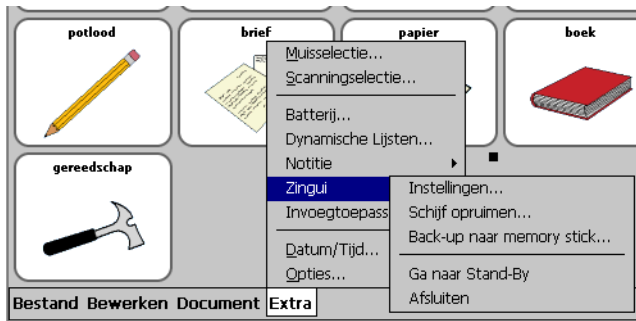 potlood
brief
papier
boek
gereedschap
Muisselectie...
Scanningselectie...
Batterij...
Dynamische Lijsten...
Notitie
Zingui
Invoegtoepass
Datum/Tijd...
Opties...
Instellingen...
Schijf opruimen...
Back-up naar memory stick...
Ga naar Stand-By
Afsluiten
Bestand Bewerken Document Extra